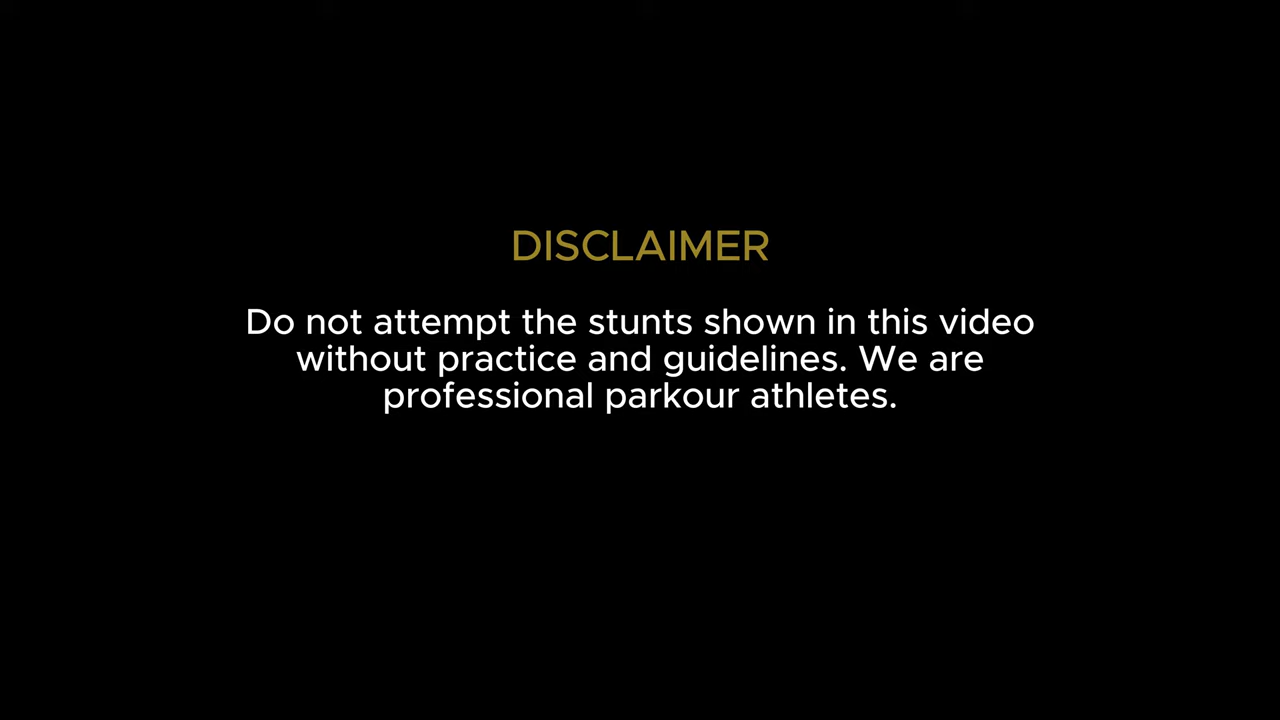 DISCLAIMER
Do not attempt the stunts shown in this video
without practice and guidelines. We are
professional parkour athletes.